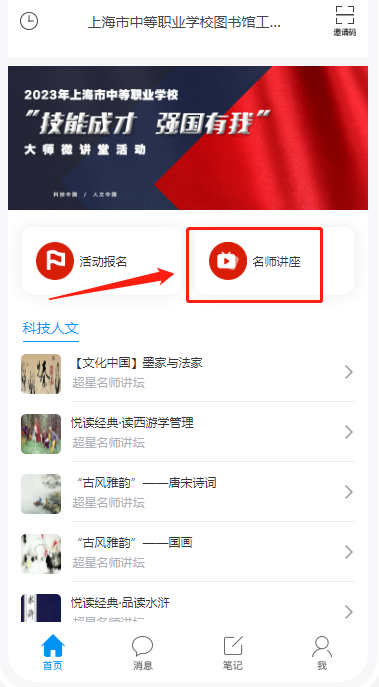 上海市中等职业学校图书馆工...
邀请码
2023年上海市中等职业学校
“技能成才 强国有我”
大师微讲堂活动
科技中国 / 人文中国
活动报名
名师讲座
科技人文
【文化中国】墨家与法家
超星名师讲坛
悦读经典·读西游学管理
超星名师讲坛
“古风雅韵”——唐宋诗词
超星名师讲坛
“古风雅韵”——国画
超星名师讲坛
悦读经典·品读水浒
超星名师讲坛
首页
消息
笔记
我